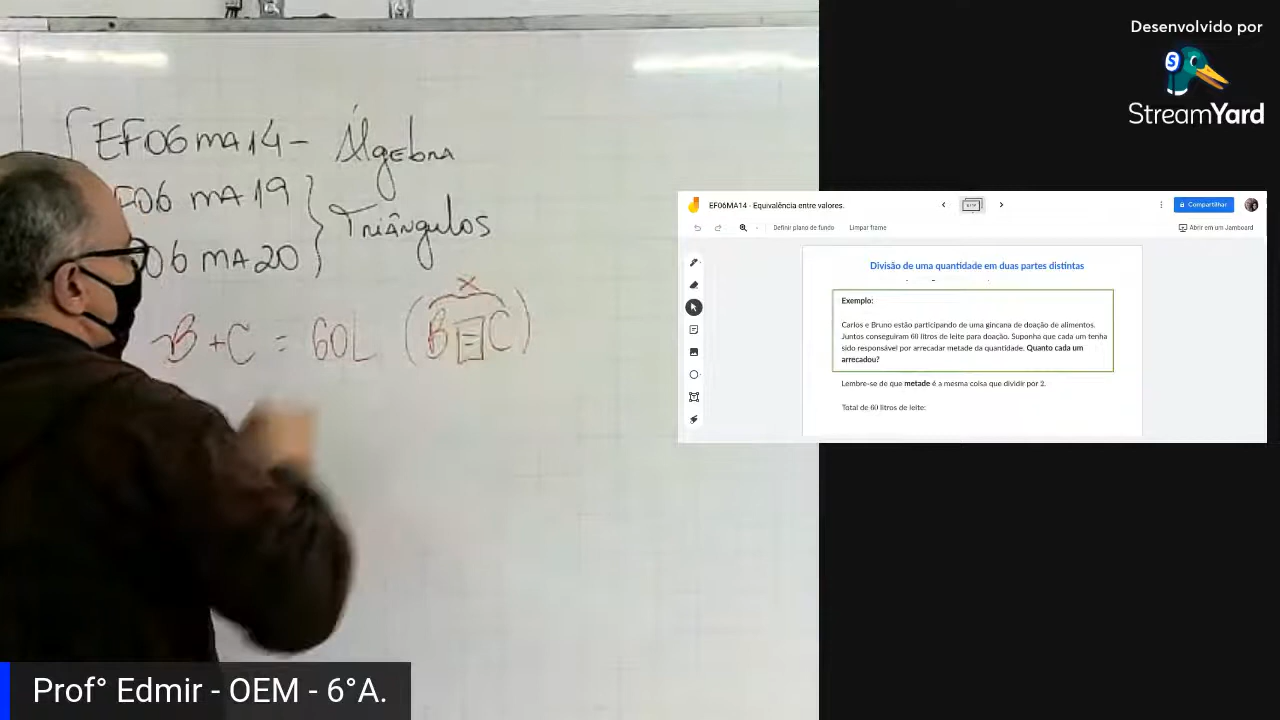 EF06MA14 - Álgebra
F06 MA19
06 MA20
Triângulos
x
B + C = 60L (B = C)
Desenvolvido por
StreamYard
EF06MA14 - Equivalência entre valores.
Compartilhar
Definir plano de fundo
Limpar frame
Abrir em um Jamboard
Divisão de uma quantidade em duas partes distintas
Exemplo:
Carlos e Bruno estão participando de uma gincana de doação de alimentos.
Juntos conseguiram 60 litros de leite para doação. Suponha que cada um tenha
sido responsável por arrecadar metade da quantidade. Quanto cada um
arrecadou?
Lembre-se de que metade é a mesma coisa que dividir por 2.
Total de 60 litros de leite:
Prof° Edmir - OEM - 6°A.